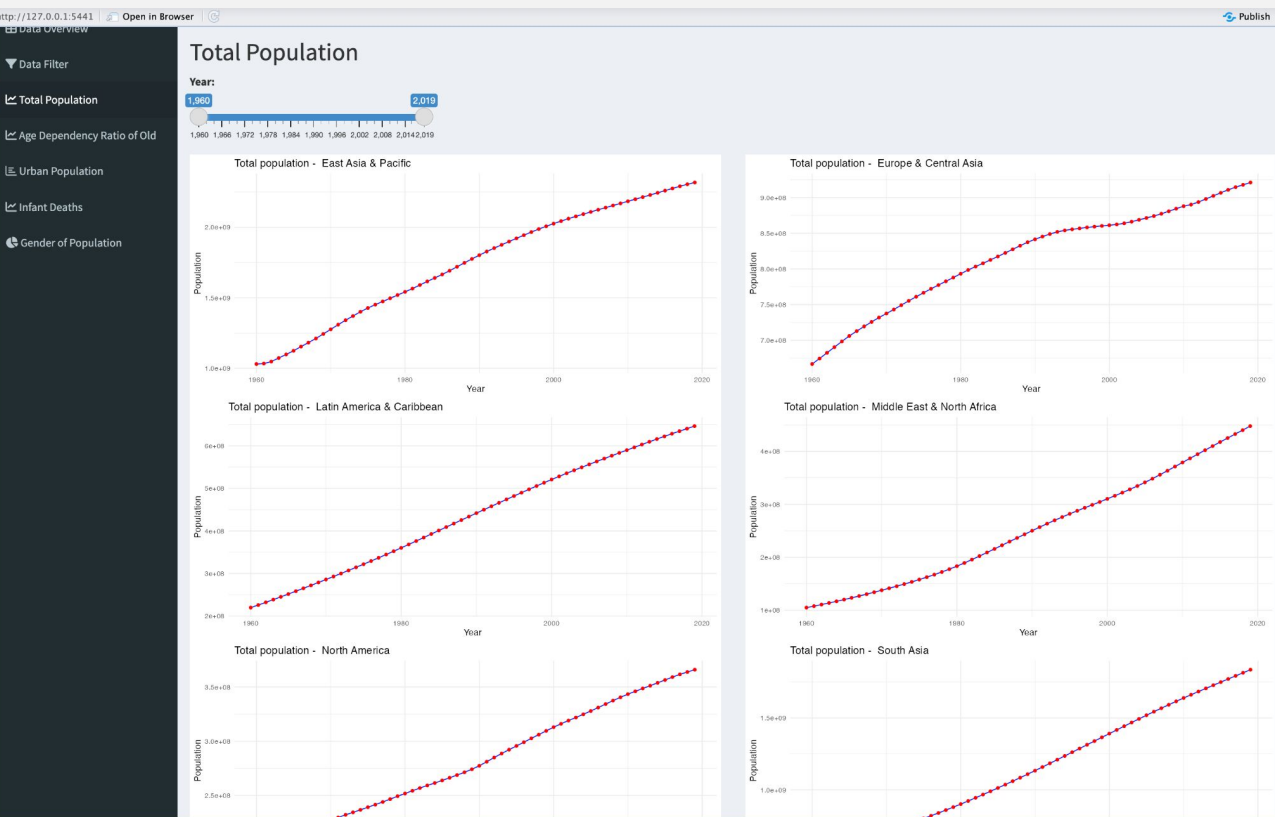 http://127.0.0.1:5441 Open in Browser Publish
Data Overview
Data Filter
Total Population
Age Dependency Ratio of Old
Urban Population
Infant Deaths
Gender of Population
Total Population
Year:
1,960 2,019
1,960 1,966 1,972 1,978 1,984 1,990 1,996 2,002 2,008 2,014 2,019
Total population - East Asia & Pacific
2.0e+09
1.5e+09
1.0e+09
Population
1960 1980 2000 2020
Year
Total population - Europe & Central Asia
9.0e+08
8.5e+08
8.0e+08
7.5e+08
7.0e+08
Population
1960 1980 2000 2020
Year
Total population - Latin America & Caribbean
6e+08
5e+08
4e+08
3e+08
2e+08
Population
1960 1980 2000 2020
Year
Total population - Middle East & North Africa
4e+08
3e+08
2e+08
1e+08
Population
1960 1980 2000 2020
Year
Total population - North America
3.5e+08
3.0e+08
2.5e+08
Population
Total population - South Asia
1.5e+09
1.0e+09
Population